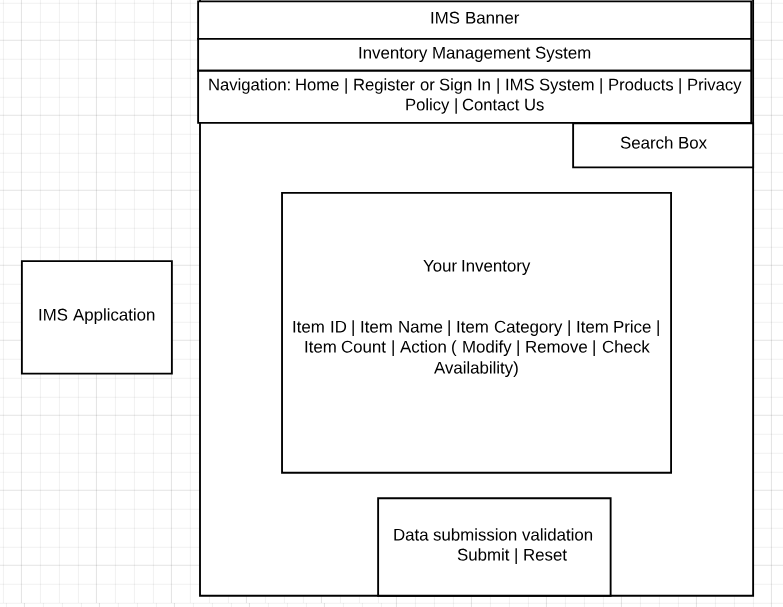 IMS Banner
Inventory Management System
Navigation: Home | Register or Sign In | IMS System | Products | Privacy
Policy | Contact Us
Search Box
Your Inventory
IMS Application
Item ID | Item Name | Item Category | Item Price |
Item Count | Action ( Modify | Remove | Check
Availability)
Data submission validation
Submit | Reset